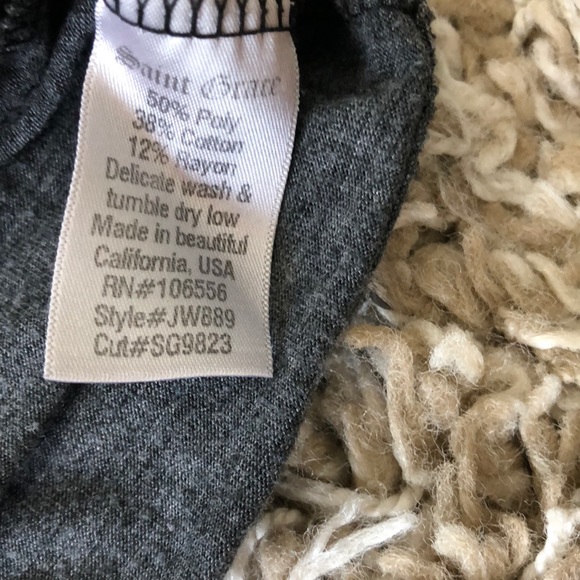 Saint Grace
50% Poly
38% Cotton
12% Rayon
Delicate wash &
tumble dry low
Made in beautiful
California, USA
RN#106556
Style#JW889
Cut#SG9823